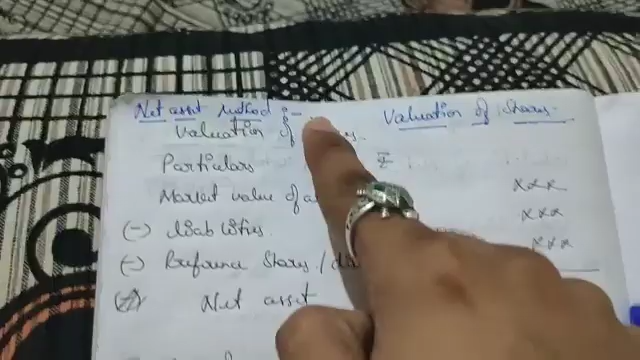 Net asset method :- Valuation of Shares.
Valuation of
Particulars ₹
Market value of xxx
(-) Liabilities. xxx
(-) Preference Shares / xxx
Net asset